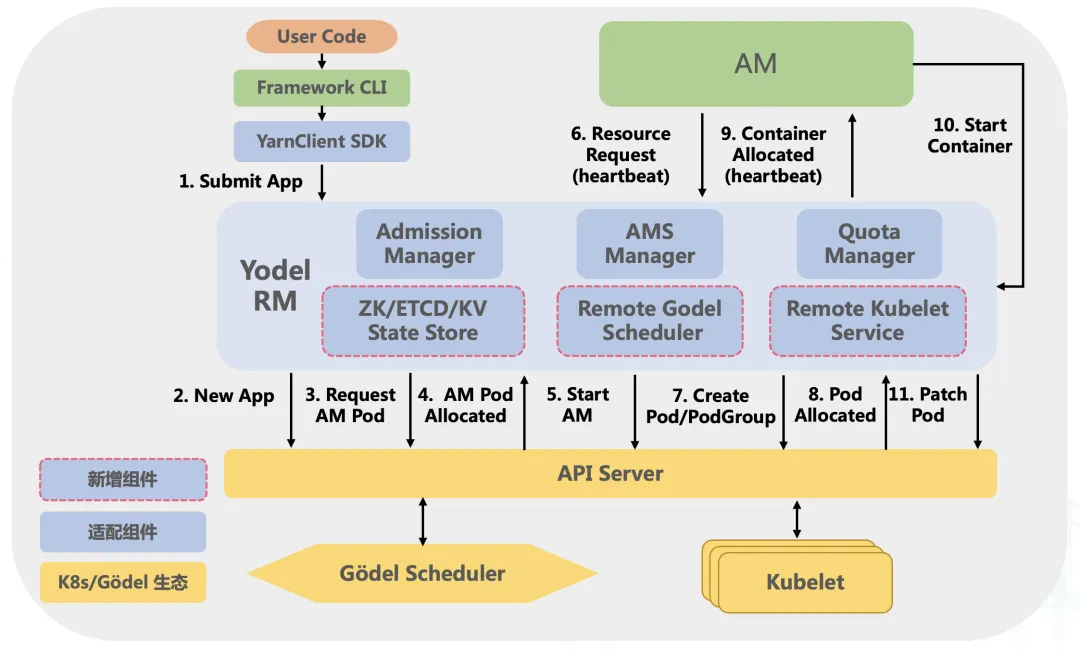 User Code
Framework CLI
YarnClient SDK
1. Submit App
AM
6. Resource
Request
(heartbeat)
9. Container
Allocated
(heartbeat)
10. Start
Container
Yodel
RM
Admission
Manager
AMS
Manager
Quota
Manager
ZK/ETCD/KV
State Store
Remote Godel
Scheduler
Remote Kubelet
Service
2. New App
3. Request
AM Pod
4. AM Pod
Allocated
5. Start
AM
7. Create
Pod/PodGroup
8. Pod
Allocated
11. Patch
Pod
API Server
新增组件
适配组件
K8s/Gödel 生态
Gödel Scheduler
Kubelet